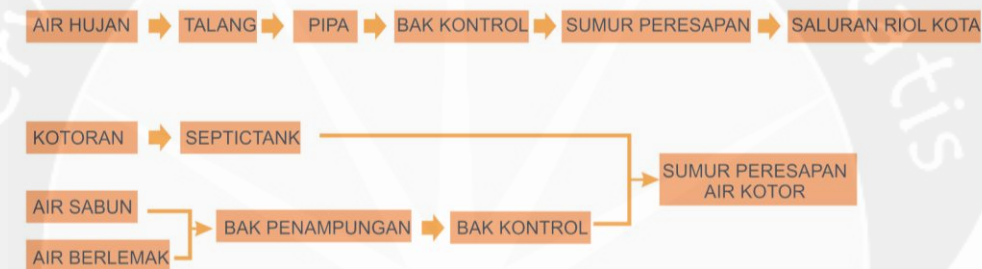 AIR HUJAN TALANG PIPA BAK KONTROL SUMUR PERESAPAN SALURAN RIOL KOTA
KOTORAN SEPTICTANK
SUMUR PERESAPAN
AIR KOTOR
AIR SABUN
BAK PENAMPUNGAN BAK KONTROL
AIR BERLEMAK